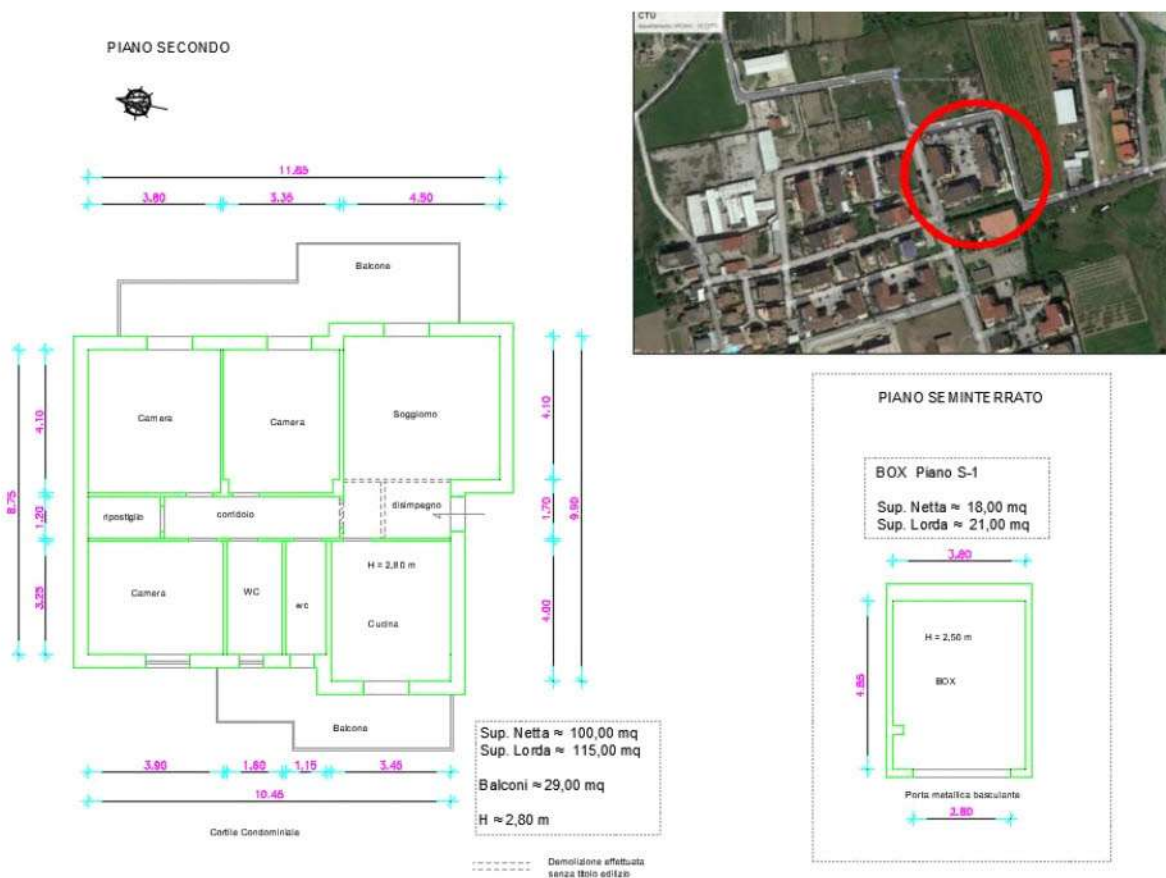 PIANO SECONDO
CTU
11.65
3.80
3.35
4.50
Balcone
Camera
Camera
Soggiorno
4.10
8.75
1.20
3.25
4.10
1.70
9.90
4.00
ripostiglio
corridoio
disimpegno
H = 2,80 m
Camera
WC
wc
Cucina
Balcone
3.90
1.60
1.15
3.45
10.45
Cortile Condominiale
Sup. Netta ≈ 100,00 mq
Sup. Lorda ≈ 115,00 mq
Balconi ≈ 29,00 mq
H ≈ 2,80 m
Demolizione effettuata
senza titolo edilizio
PIANO SEMINTERRATO
BOX Piano S-1
Sup. Netta ≈ 18,00 mq
Sup. Lorda ≈ 21,00 mq
3.80
4.85
H = 2,50 m
BOX
Porta metallica basculante
2.80